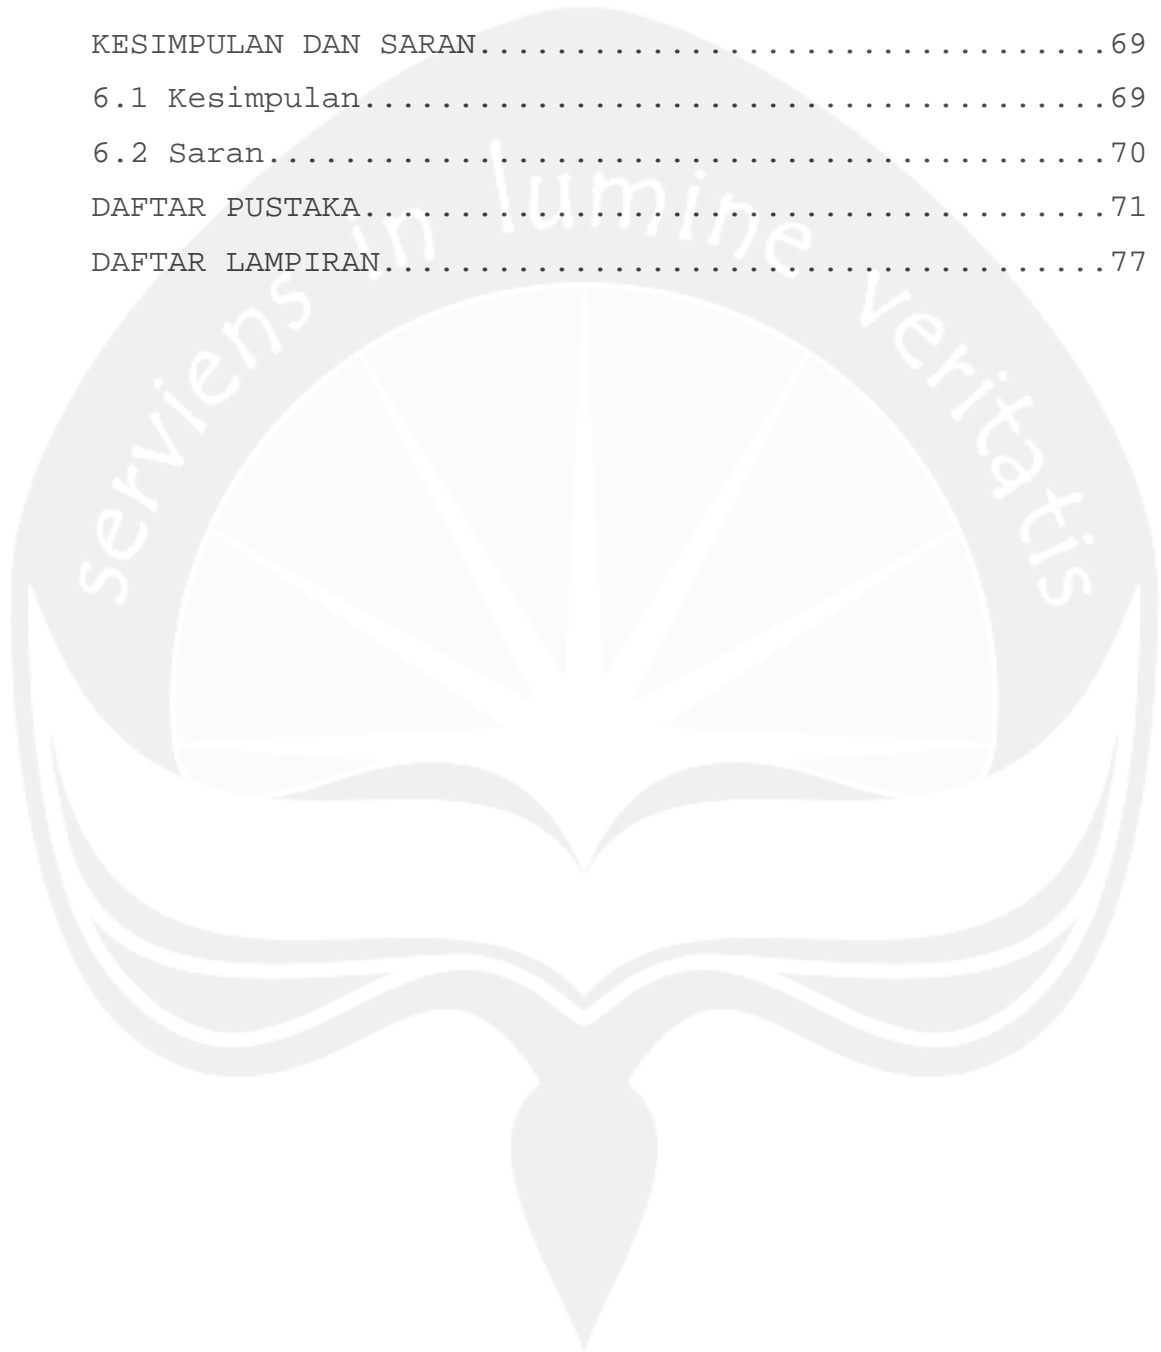 KESIMPULAN DAN SARAN.................................69
6.1 Kesimpulan.......................................69
6.2 Saran............................................70
DAFTAR PUSTAKA.......................................71
DAFTAR LAMPIRAN......................................77
serviens in lumine veritatis